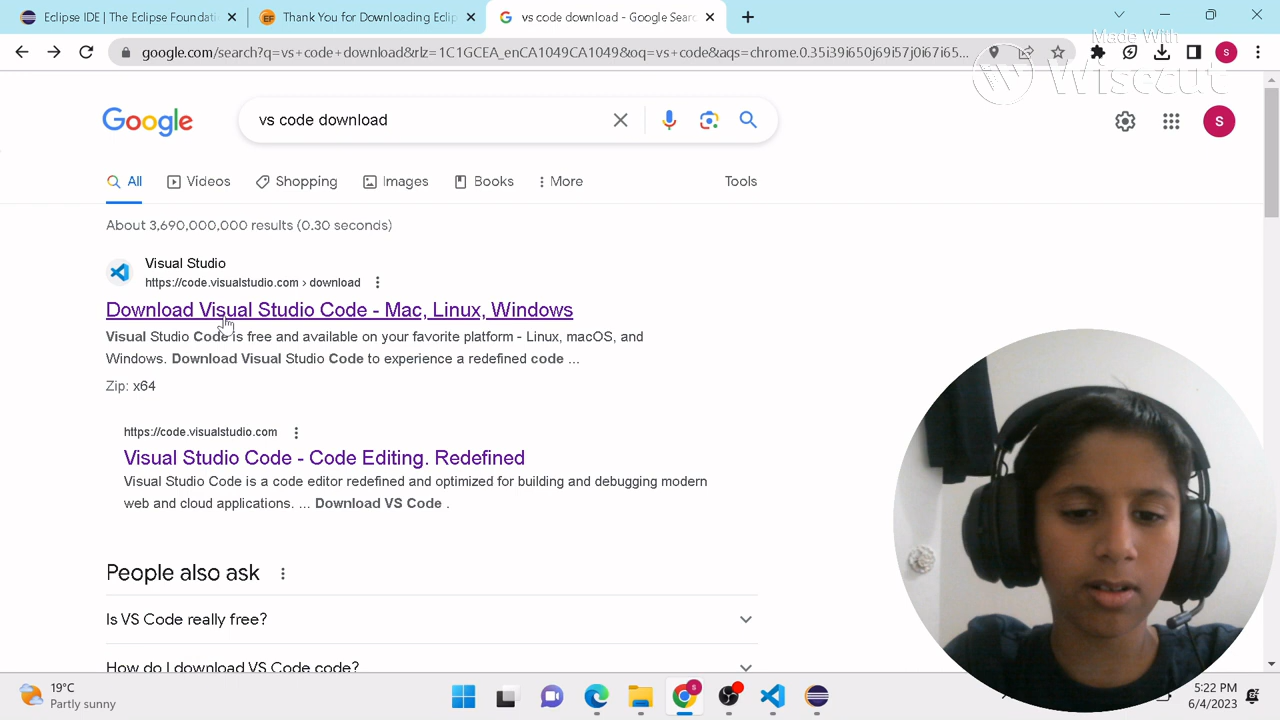 Eclipse IDE | The Eclipse Founda
Thank You for Downloading Eclips
vs code download - Google Searc
google.com/search?q=vs+code+download&
CA_enCA1049CA1049&oq=vs+code&aqs=chrome.0.35i39i650j69i57j0i67i65...
S
Made With
Wisecut
Google
vs code download
S
All
Videos
Shopping
Images
Books
More
Tools
About 3,690,000,000 results (0.30 seconds)
Visual Studio
https://code.visualstudio.com › download
Download Visual Studio Code - Mac, Linux, Windows
Visual Studio Code is free and available on your favorite platform - Linux, macOS, and
Windows. Download Visual Studio Code to experience a redefined code ...
Zip: x64
https://code.visualstudio.com
Visual Studio Code - Code Editing. Redefined
Visual Studio Code is a code editor redefined and optimized for building and debugging modern
web and cloud applications. ... Download VS Code .
People also ask
Is VS Code really free?
How do I download VS Code code?
19°C
Partly sunny
5:22 PM
6/4/2023